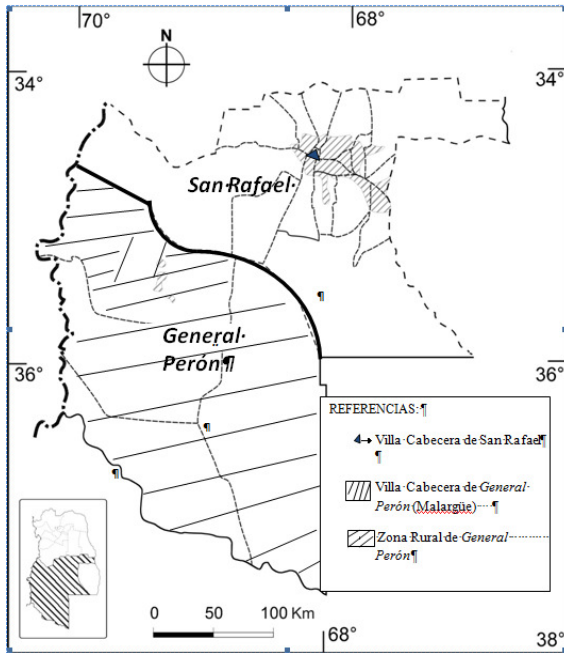 70°
68°
N
34°
34°
San·Rafael·
General·
Perón¶
36°
36°
¶
¶
¶
REFERENCIAS:¶
Villa·Cabecera·de·San·Rafael¶
¶
Villa·Cabecera·de·General·
Perón·(Malargüe)····¶
Zona·Rural·de·General·
Perón¶
0 50 100 Km
68°
38°